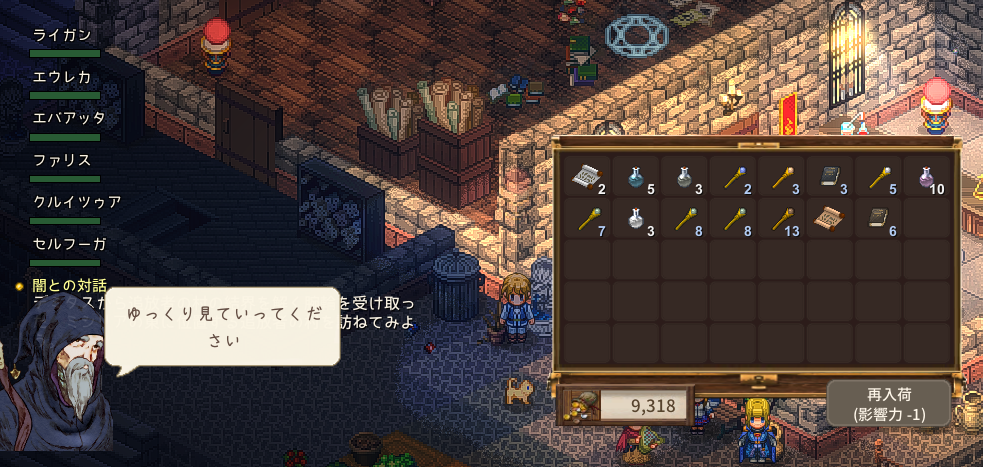 ライガン
エウレカ
エバアッタ
ファリス
クルイツゥア
セルフーガ
闇との対話
を受け取っ
訪ねてみよ
ゆっくり見ていってくだ
さい
2 5 3 2 3 3 5 10
7 3 8 8 13 6
9,318
再入荷
(影響力 -1)